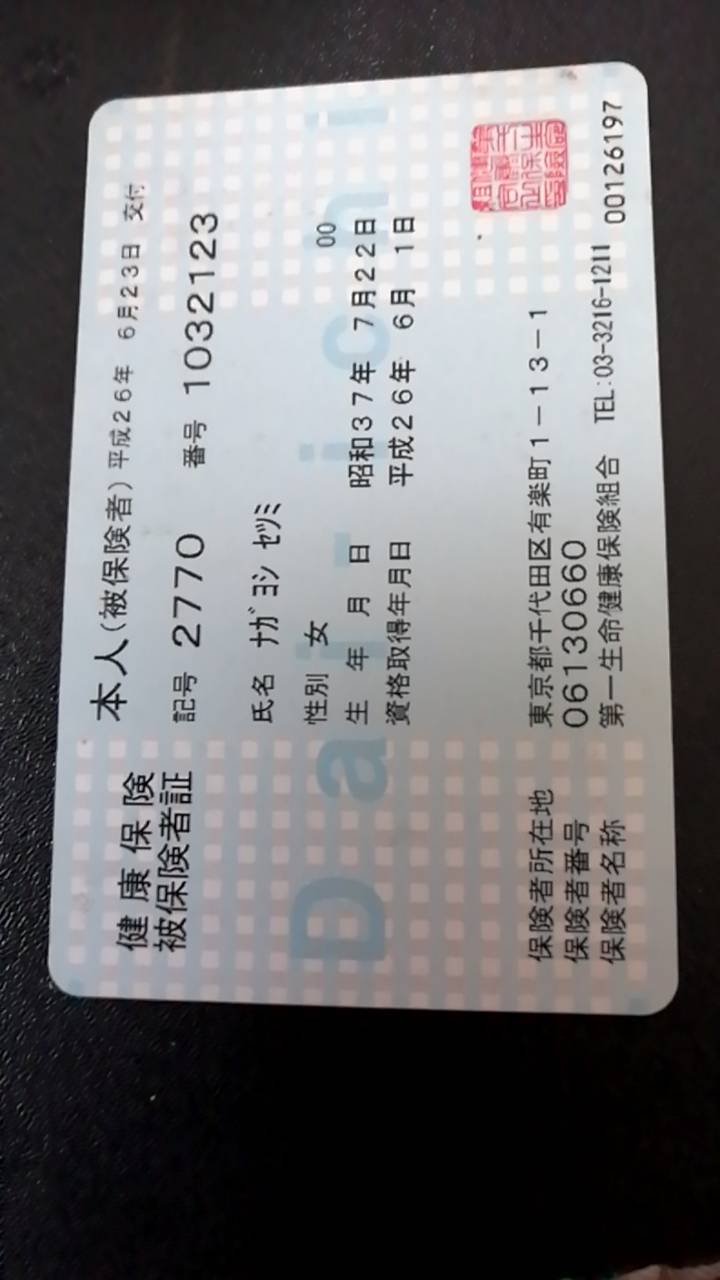 健康保険
被保険者証
本人(被保険者) 平成26年 6月23日 交付
記号 2770 番号 1032123
氏名 ナガヨシ セツミ
性別 女 00
生年月日 昭和37年 7月22日
資格取得年月日 平成26年 6月 1日
Dai-ichi
保険者所在地 東京都千代田区有楽町1-13-1
保険者番号 06130660
保険者名称 第一生命健康保険組合 TEL:03-3216-1211 00126197